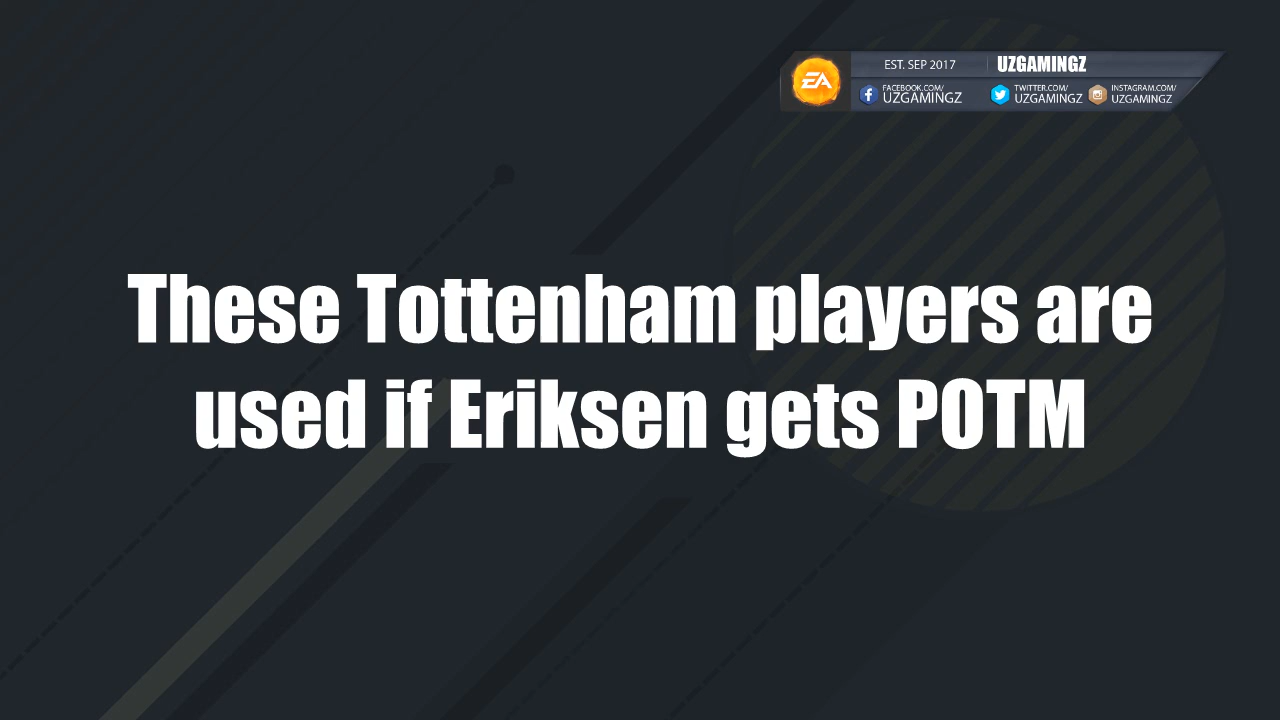 EST. SEP 2017 UZGAMINGZ
EA
FACEBOOK.COM/ TWITTER.COM/ INSTAGRAM.COM/
UZGAMINGZ UZGAMINGZ UZGAMINGZ
These Tottenham players are
used if Eriksen gets POTM